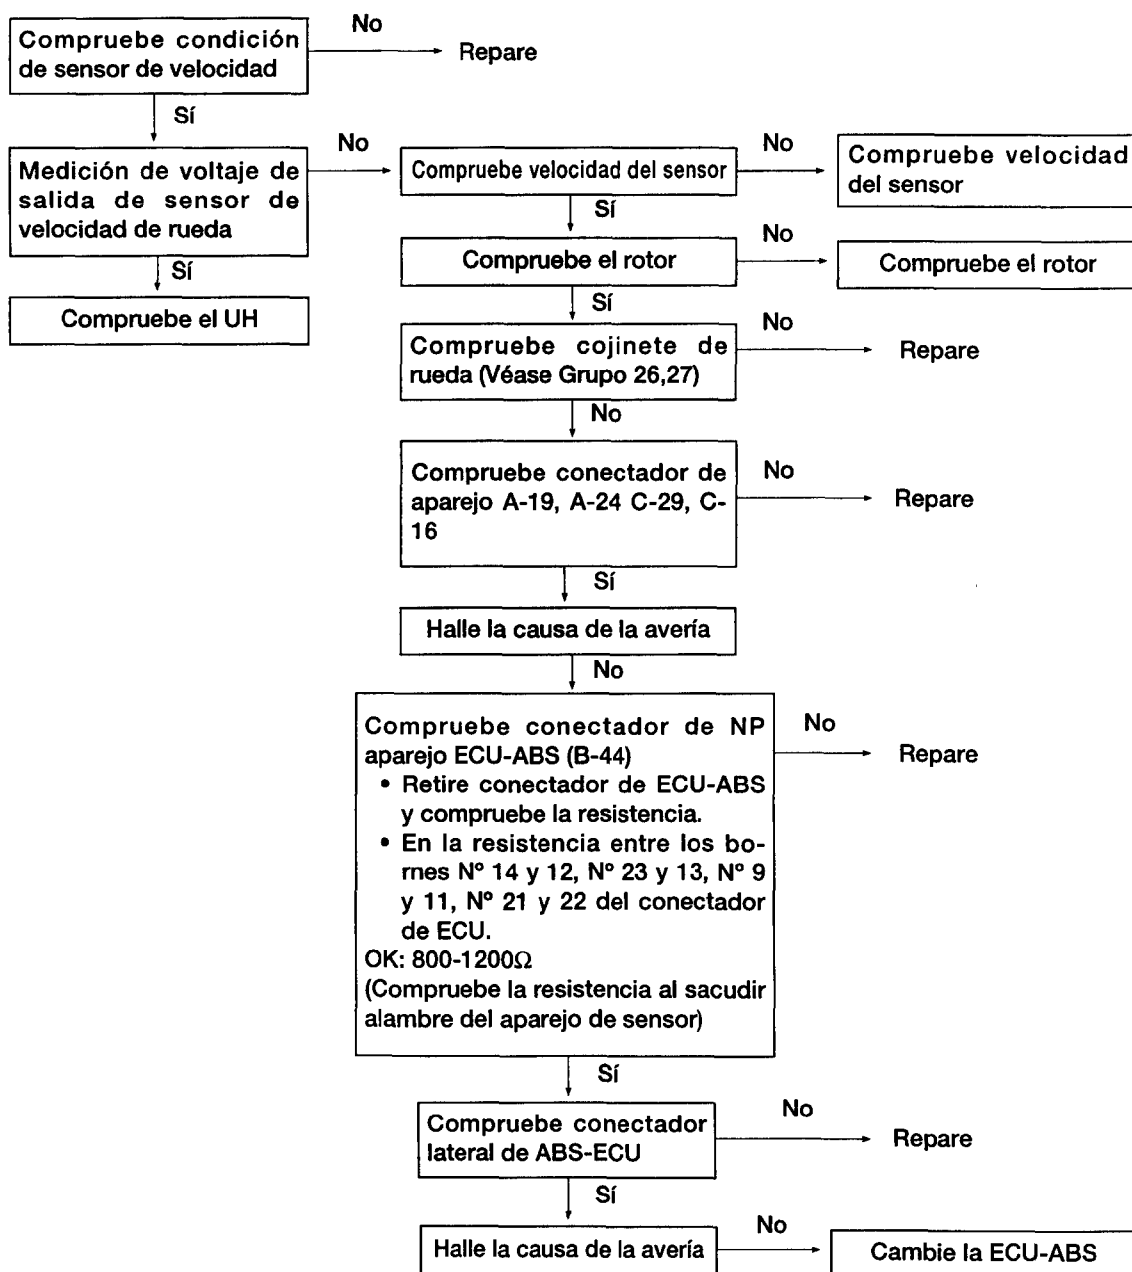 No
Compruebe condición
de sensor de velocidad
Repare
Sí
Medición de voltaje de
salida de sensor de
velocidad de rueda
No
Compruebe velocidad del sensor
No
Compruebe velocidad
del sensor
Sí
Sí
Compruebe el UH
Compruebe el rotor
No
Compruebe el rotor
Sí
Compruebe cojinete de
rueda (Véase Grupo 26,27)
No
Repare
No
Compruebe conectador de
aparejo A-19, A-24 C-29, C-
16
No
Repare
Sí
Halle la causa de la avería
No
Compruebe conectador de NP
aparejo ECU-ABS (B-44)
• Retire conectador de ECU-ABS
y compruebe la resistencia.
• En la resistencia entre los bo-
rnes Nº 14 y 12, Nº 23 y 13, Nº 9
y 11, Nº 21 y 22 del conectador
de ECU.
OK: 800-1200Ω
(Compruebe la resistencia al sacudir
alambre del aparejo de sensor)
No
Repare
Sí
Compruebe conectador
lateral de ABS-ECU
No
Repare
Sí
Halle la causa de la avería
No
Cambie la ECU-ABS